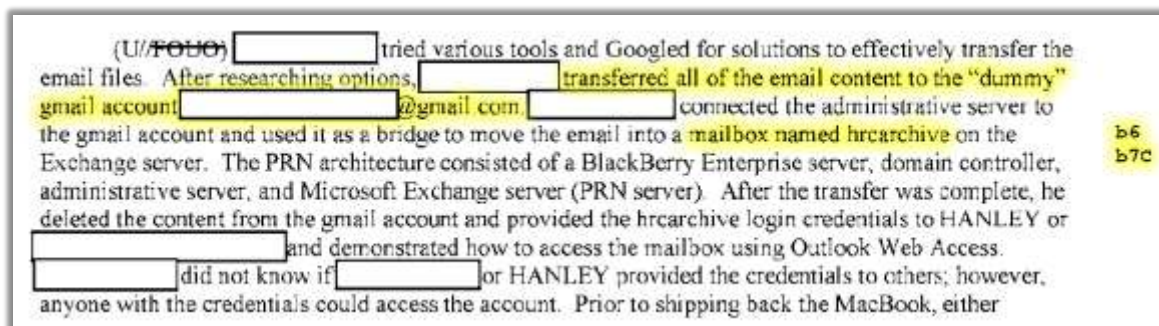 (U//FOUO) tried various tools and Googled for solutions to effectively transfer the
email files. After researching options, transferred all of the email content to the “dummy”
gmail account @gmail com. connected the administrative server to
the gmail account and used it as a bridge to move the email into a mailbox named hrcarchive on the
Exchange server. The PRN architecture consisted of a BlackBerry Enterprise server, domain controller,
administrative server, and Microsoft Exchange server (PRN server). After the transfer was complete, he
deleted the content from the gmail account and provided the hrcarchive login credentials to HANLEY or
and demonstrated how to access the mailbox using Outlook Web Access.
did not know if or HANLEY provided the credentials to others; however,
anyone with the credentials could access the account. Prior to shipping back the MacBook, either
b6
b7C